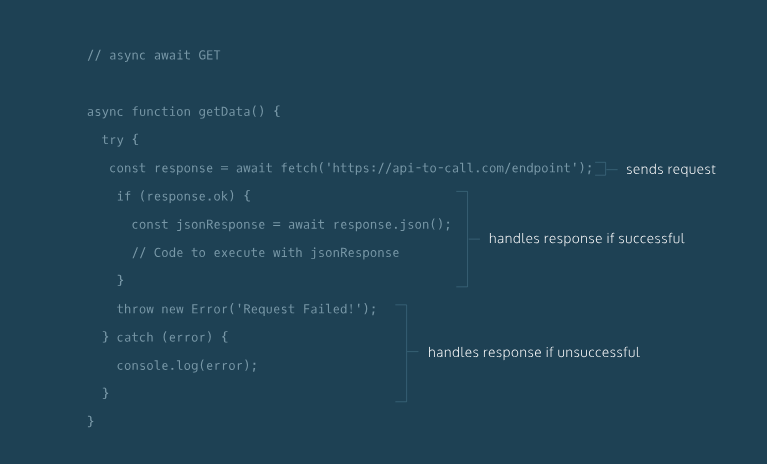 // async await GET
async function getData() {
try {
const response = await fetch('https://api-to-call.com/endpoint');
sends request
if (response.ok) {
const jsonResponse = await response.json();
handles response if successful
// Code to execute with jsonResponse
}
throw new Error('Request Failed!');
} catch (error) {
handles response if unsuccessful
console.log(error);
}
}